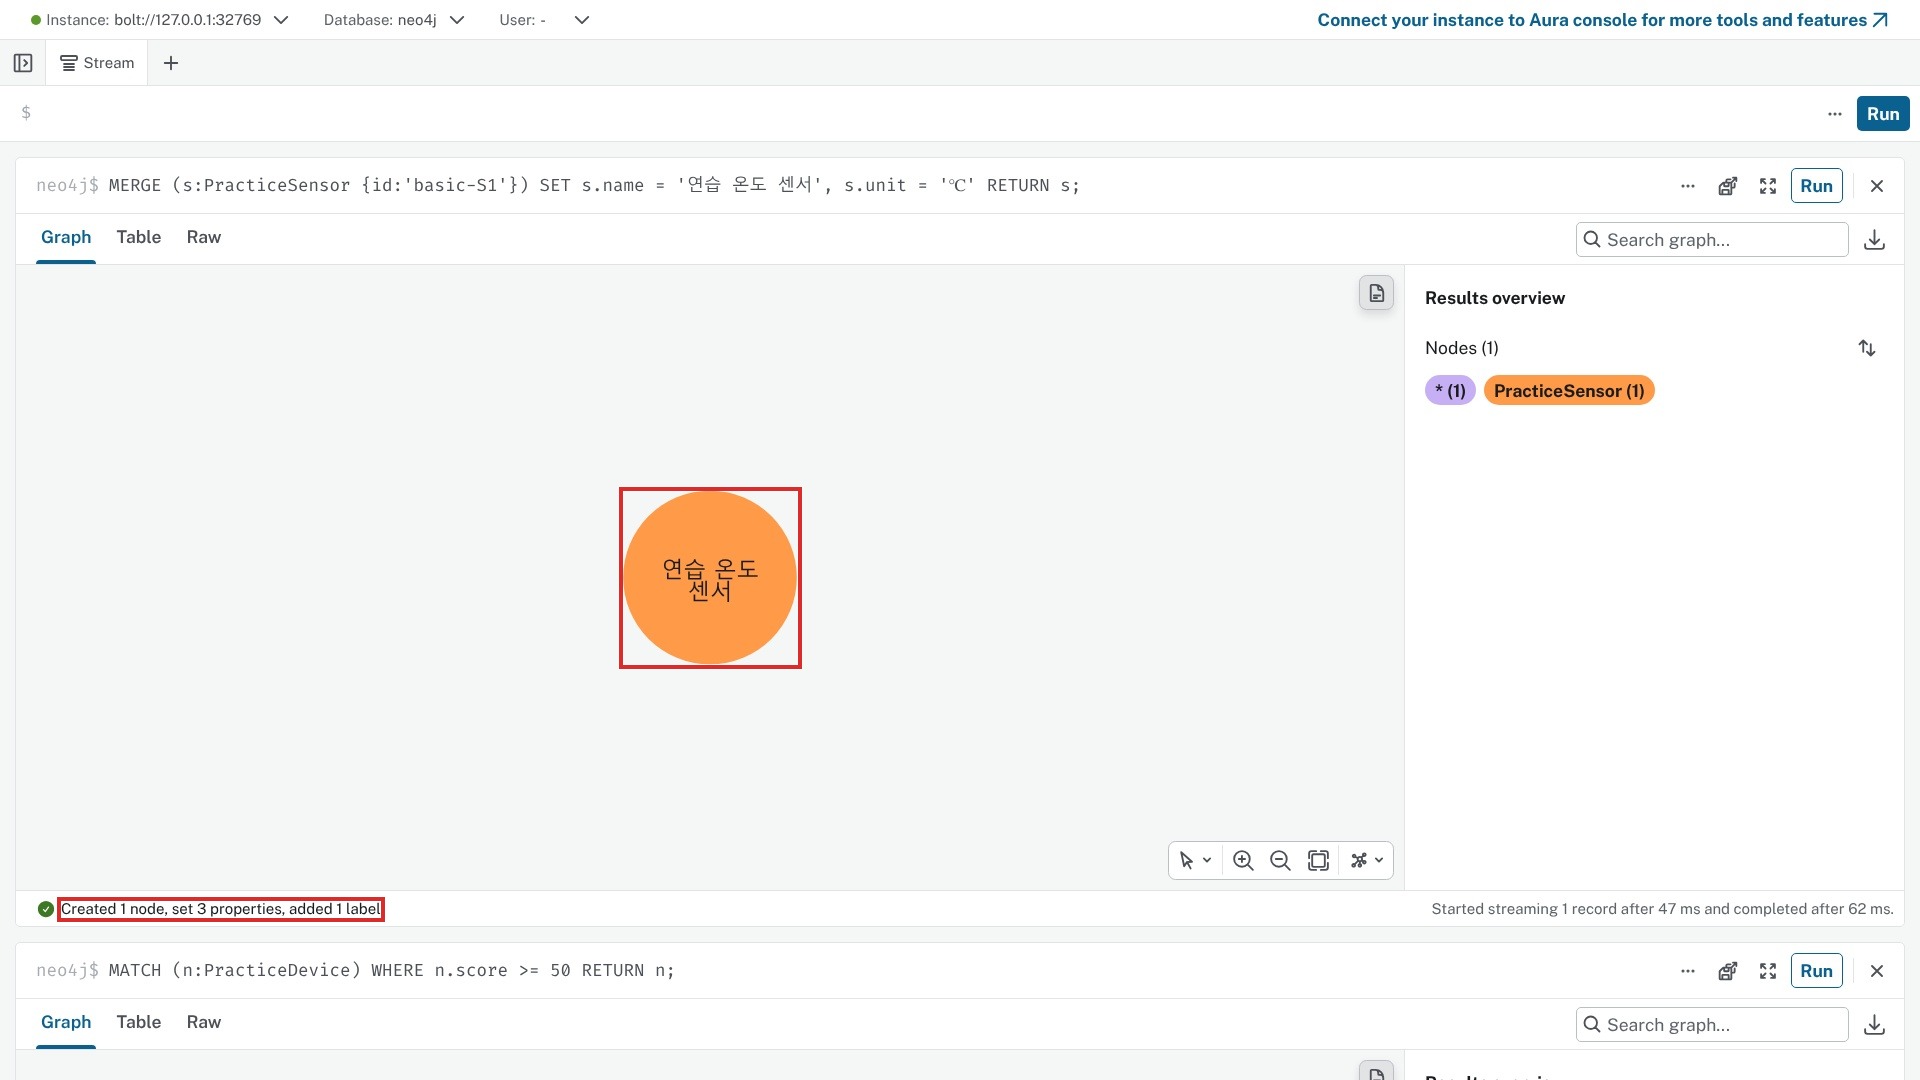 Instance: bolt://127.0.0.1:32769 Database: neo4j User: - Connect your instance to Aura console for more tools and features
Stream
$ Run
neo4j$ MERGE (s:PracticeSensor {id:'basic-S1'}) SET s.name = '연습 온도 센서', s.unit = '℃' RETURN s; Run
Graph Table Raw Search graph...
Results overview
Nodes (1)
* (1) PracticeSensor (1)
연습 온도
센서
Created 1 node, set 3 properties, added 1 label Started streaming 1 record after 47 ms and completed after 62 ms.
neo4j$ MATCH (n:PracticeDevice) WHERE n.score >= 50 RETURN n; Run
Graph Table Raw Search graph...